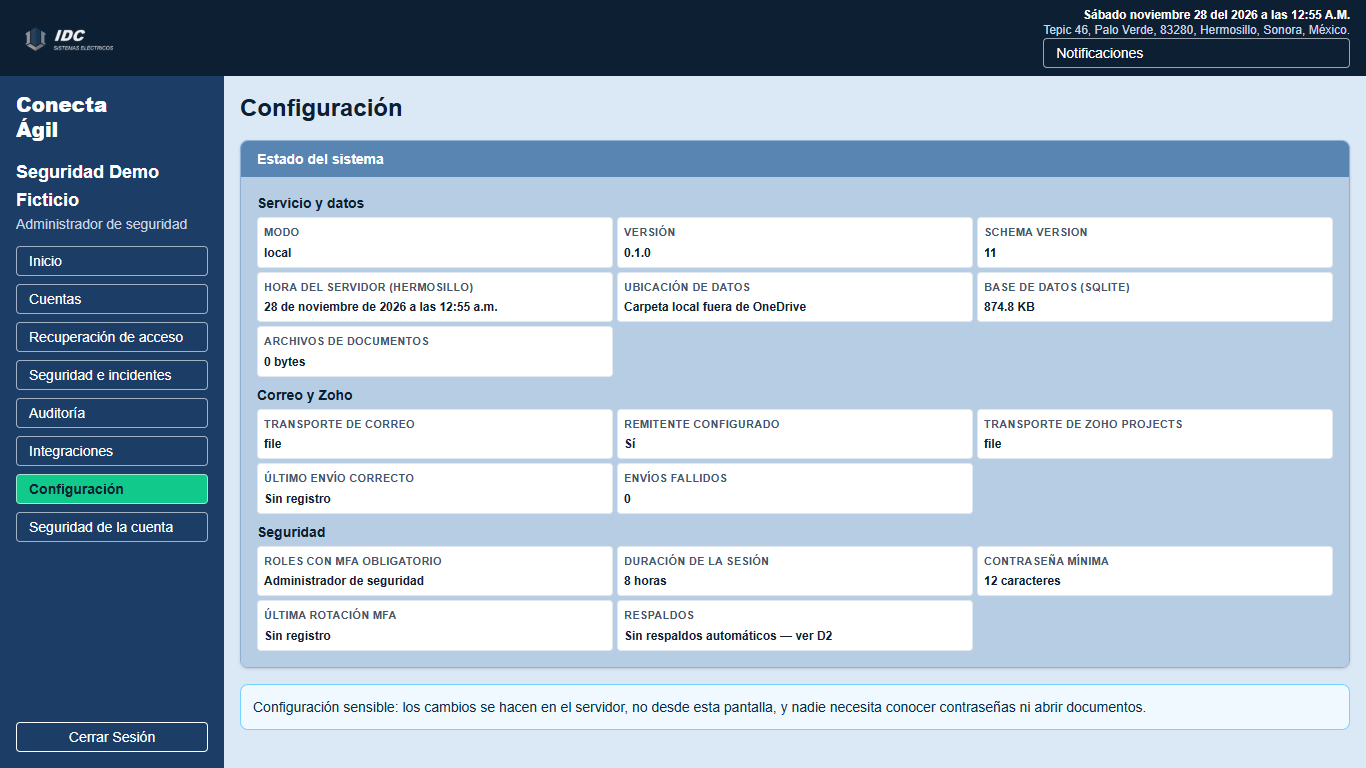 IDC
SISTEMAS ELÉCTRICOS
Sábado noviembre 28 del 2026 a las 12:55 A.M.
Tepic 46, Palo Verde, 83280, Hermosillo, Sonora, México.
Notificaciones
Conecta
Ágil
Seguridad Demo
Ficticio
Administrador de seguridad
Inicio
Cuentas
Recuperación de acceso
Seguridad e incidentes
Auditoría
Integraciones
Configuración
Seguridad de la cuenta
Cerrar Sesión
Configuración
Estado del sistema
Servicio y datos
MODO
local
VERSIÓN
0.1.0
SCHEMA VERSION
11
HORA DEL SERVIDOR (HERMOSILLO)
28 de noviembre de 2026 a las 12:55 a.m.
UBICACIÓN DE DATOS
Carpeta local fuera de OneDrive
BASE DE DATOS (SQLITE)
874.8 KB
ARCHIVOS DE DOCUMENTOS
0 bytes
Correo y Zoho
TRANSPORTE DE CORREO
file
REMITENTE CONFIGURADO
Sí
TRANSPORTE DE ZOHO PROJECTS
file
ÚLTIMO ENVÍO CORRECTO
Sin registro
ENVÍOS FALLIDOS
0
Seguridad
ROLES CON MFA OBLIGATORIO
Administrador de seguridad
DURACIÓN DE LA SESIÓN
8 horas
CONTRASEÑA MÍNIMA
12 caracteres
ÚLTIMA ROTACIÓN MFA
Sin registro
RESPALDOS
Sin respaldos automáticos — ver D2
Configuración sensible: los cambios se hacen en el servidor, no desde esta pantalla, y nadie necesita conocer contraseñas ni abrir documentos.